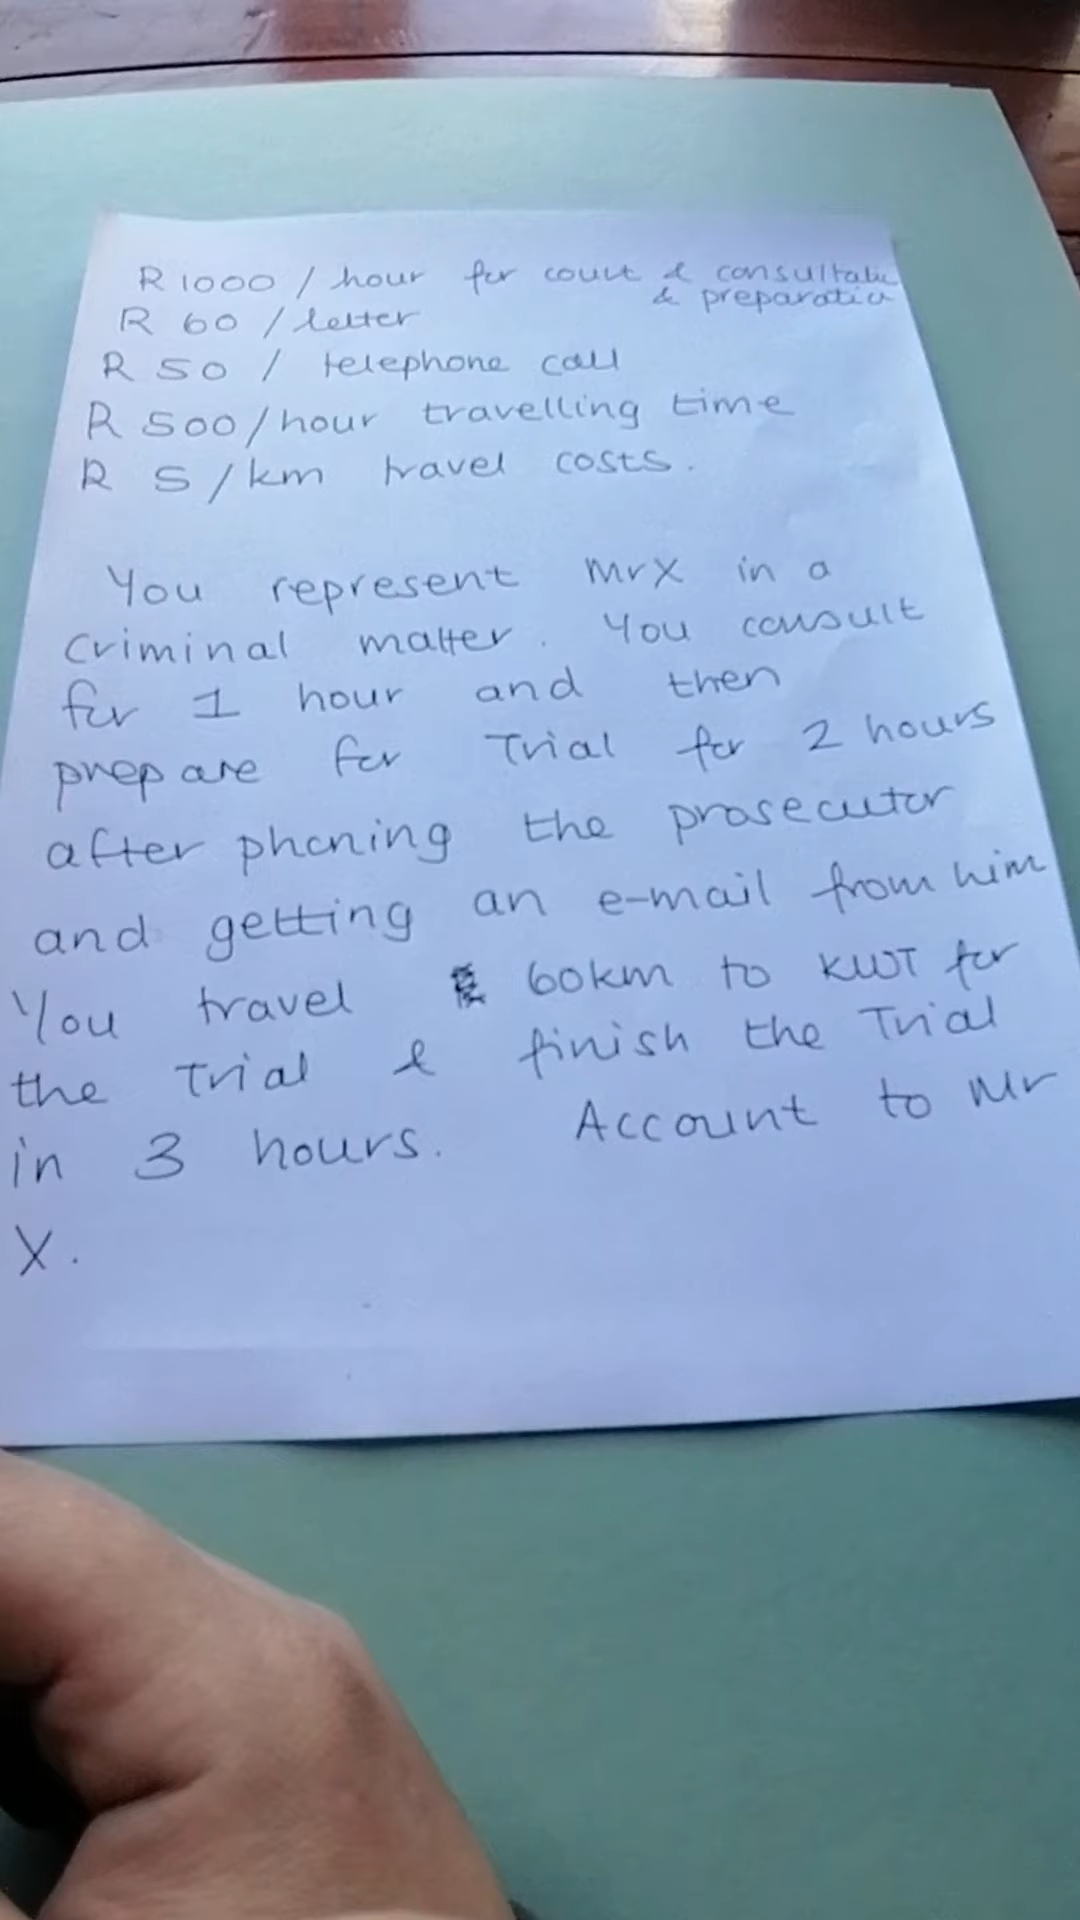 R 1000 / hour for court & consultatio
& preparatio
R 60 / letter
R 50 / telephone call
R 500/hour travelling time
R 5/km travel costs.
You represent Mr X in a
criminal matter. You consult
for 1 hour and then
prepare for Trial for 2 hours
after phoning the prosecutor
and getting an e-mail from him
You travel 60km to KWT for
the Trial & finish the Trial
in 3 hours. Account to Mr
X.